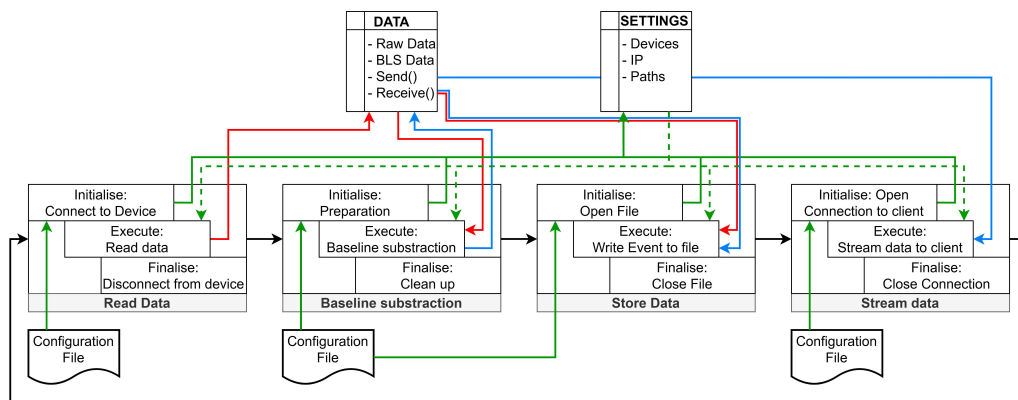 DATA
- Raw Data
- BLS Data
- Send()
- Receive()
SETTINGS
- Devices
- IP
- Paths
Initialise:
Connect to Device
Execute:
Read data
Finalise:
Disconnect from device
Read Data
Initialise:
Preparation
Execute:
Baseline substraction
Finalise:
Clean up
Baseline substraction
Initialise:
Open File
Execute:
Write Event to file
Finalise:
Close File
Store Data
Initialise: Open
Connection to client
Execute:
Stream data to client
Finalise:
Close Connection
Stream data
Configuration
File
Configuration
File
Configuration
File